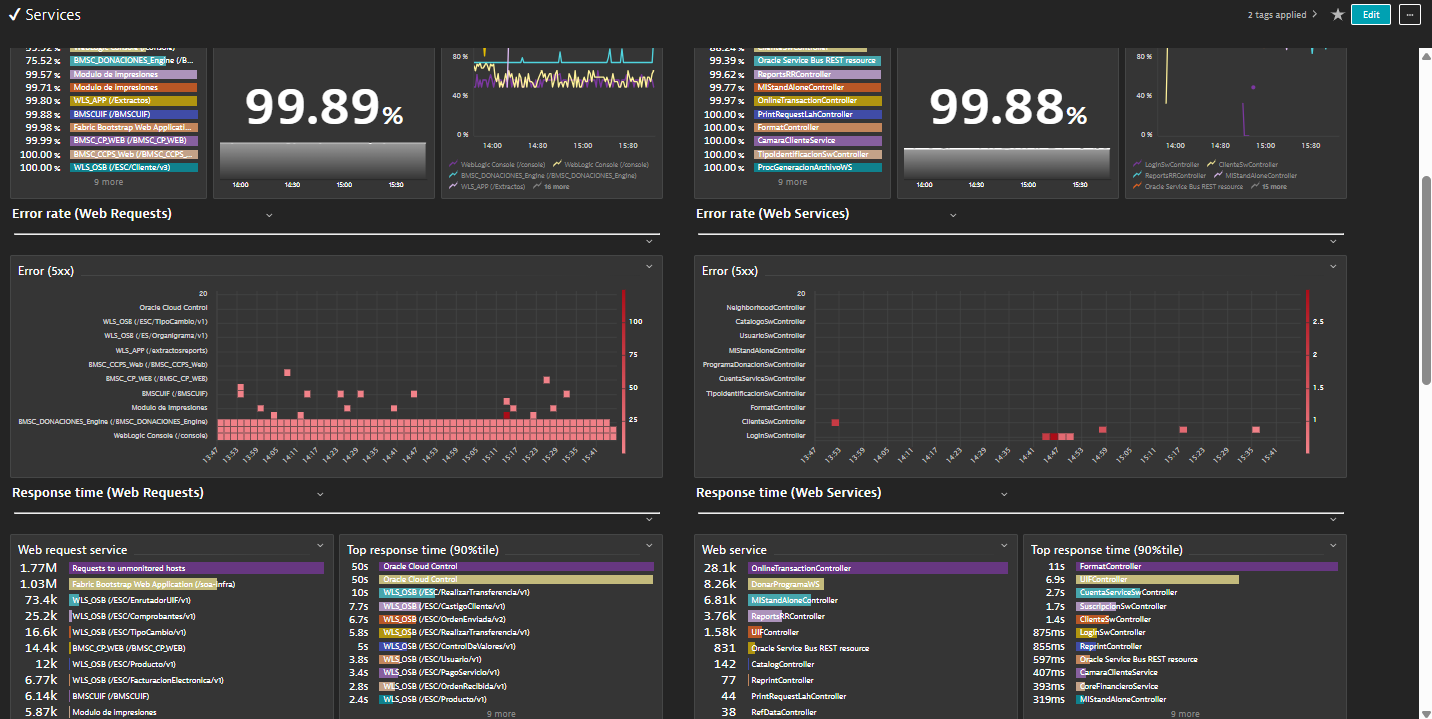 Services
2 tags applied
Edit
75.52 % BMSC_DONACIONES_Engine (/B...
99.57 % Modulo de impresiones
99.71 % Modulo de impresiones
99.80 % WLS_APP (/Extractos)
99.88 % BMSCUIF (/BMSCUIF)
99.98 % Fabric Bootstrap Web Applicati...
99.99 % BMSC_CP_WEB (/BMSC_CP_WEB)
100.00 % BMSC_CCPS_Web (/BMSC_CCPS_...
100.00 % WLS_OSB (/ESC/Cliente/v3)
9 more
99.89 %
14:00 14:30 15:00 15:30
80 %
40 %
0 %
14:00 14:30 15:00 15:30
WebLogic Console (/console) WebLogic Console (/console)
BMSC_DONACIONES_Engine (/BMSC_DONACIONES_Engine)
WLS_APP (/Extractos) 16 more
88.24 % ClienteSwController
99.39 % Oracle Service Bus REST resource
99.62 % ReportsRRController
99.77 % MIStandAloneController
99.97 % OnlineTransactionController
100.00 % PrintRequestLahController
100.00 % FormatController
100.00 % CamaraClienteService
100.00 % TipoIdentificacionSwController
100.00 % ProcGeneracionArchivoWS
9 more
99.88 %
14:00 14:30 15:00 15:30
80 %
40 %
0 %
14:00 14:30 15:00 15:30
LoginSwController ClienteSwController
ReportsRRController MIStandAloneController
Oracle Service Bus REST resource 15 more
Error rate (Web Requests)
Error rate (Web Services)
Error (5xx)
20
Oracle Cloud Control
WLS_OSB (/ESC/TipoCambio/v1)
WLS_OSB (/ES/Organigrama/v1)
WLS_APP (/extractosreports)
BMSC_CCPS_Web (/BMSC_CCPS_Web)
BMSC_CP_WEB (/BMSC_CP_WEB)
BMSCUIF (/BMSCUIF)
Modulo de impresiones
BMSC_DONACIONES_Engine (/BMSC_DONACIONES_Engine)
WebLogic Console (/console)
100
75
50
25
13:47 13:53 13:59 14:05 14:11 14:17 14:23 14:29 14:35 14:41 14:47 14:53 14:59 15:05 15:11 15:17 15:23 15:29 15:35 15:41
Error (5xx)
20
NeighborhoodController
CatalogoSwController
UsuarioSwController
MIStandAloneController
ProgramaDonacionSwController
CuentaServiceSwController
TipoIdentificacionSwController
FormatController
ClienteSwController
LoginSwController
2.5
2
1.5
1
13:47 13:53 13:59 14:05 14:11 14:17 14:23 14:29 14:35 14:41 14:47 14:53 14:59 15:05 15:11 15:17 15:23 15:29 15:35 15:41
Response time (Web Requests)
Response time (Web Services)
Web request service
1.77M Requests to unmonitored hosts
1.03M Fabric Bootstrap Web Application (/soa-infra)
73.4k WLS_OSB (/ESC/EnrutadorUIF/v1)
25.2k WLS_OSB (/ESC/Comprobantes/v1)
16.6k WLS_OSB (/ESC/TipoCambio/v1)
14.4k BMSC_CP_WEB (/BMSC_CP_WEB)
12k WLS_OSB (/ESC/Producto/v1)
6.77k WLS_OSB (/ESC/FacturacionElectronica/v1)
6.14k BMSCUIF (/BMSCUIF)
5.87k Modulo de impresiones
Top response time (90%tile)
50s Oracle Cloud Control
50s Oracle Cloud Control
10s WLS_OSB (/ESC/RealizarTransferencia/v1)
7.7s WLS_OSB (/ESC/CastigoCliente/v1)
6.7s WLS_OSB (/ESC/OrdenEnviada/v2)
5.8s WLS_OSB (/ESC/RealizarTransferencia/v1)
5s WLS_OSB (/ESC/ControlDeValores/v1)
3.8s WLS_OSB (/ESC/Usuario/v1)
3.4s WLS_OSB (/ESC/PagoServicio/v1)
2.8s WLS_OSB (/ESC/OrdenRecibida/v1)
2.4s WLS_OSB (/ESC/Producto/v1)
9 more
Web service
28.1k OnlineTransactionController
8.26k DonarProgramaWS
6.81k MIStandAloneController
3.76k ReportsRRController
1.58k UIFController
831 Oracle Service Bus REST resource
142 CatalogController
77 ReprintController
44 PrintRequestLahController
38 RefDataController
Top response time (90%tile)
11s FormatController
6.9s UIFController
2.7s CuentaServiceSwController
1.7s SuscripcionSwController
1.4s ClienteSwController
875ms LoginSwController
855ms ReprintController
597ms Oracle Service Bus REST resource
407ms CamaraClienteService
393ms CoreFinancieroService
319ms MIStandAloneController
9 more